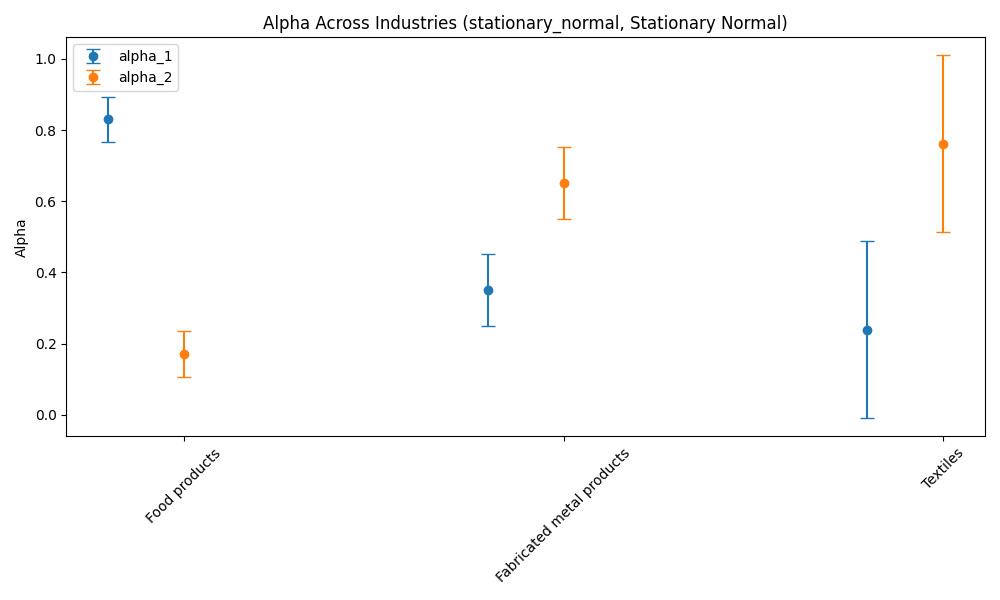 Alpha Across Industries (stationary_normal, Stationary Normal)
alpha_1
alpha_2
Alpha
1.0
0.8
0.6
0.4
0.2
0.0
Food products
Fabricated metal products
Textiles